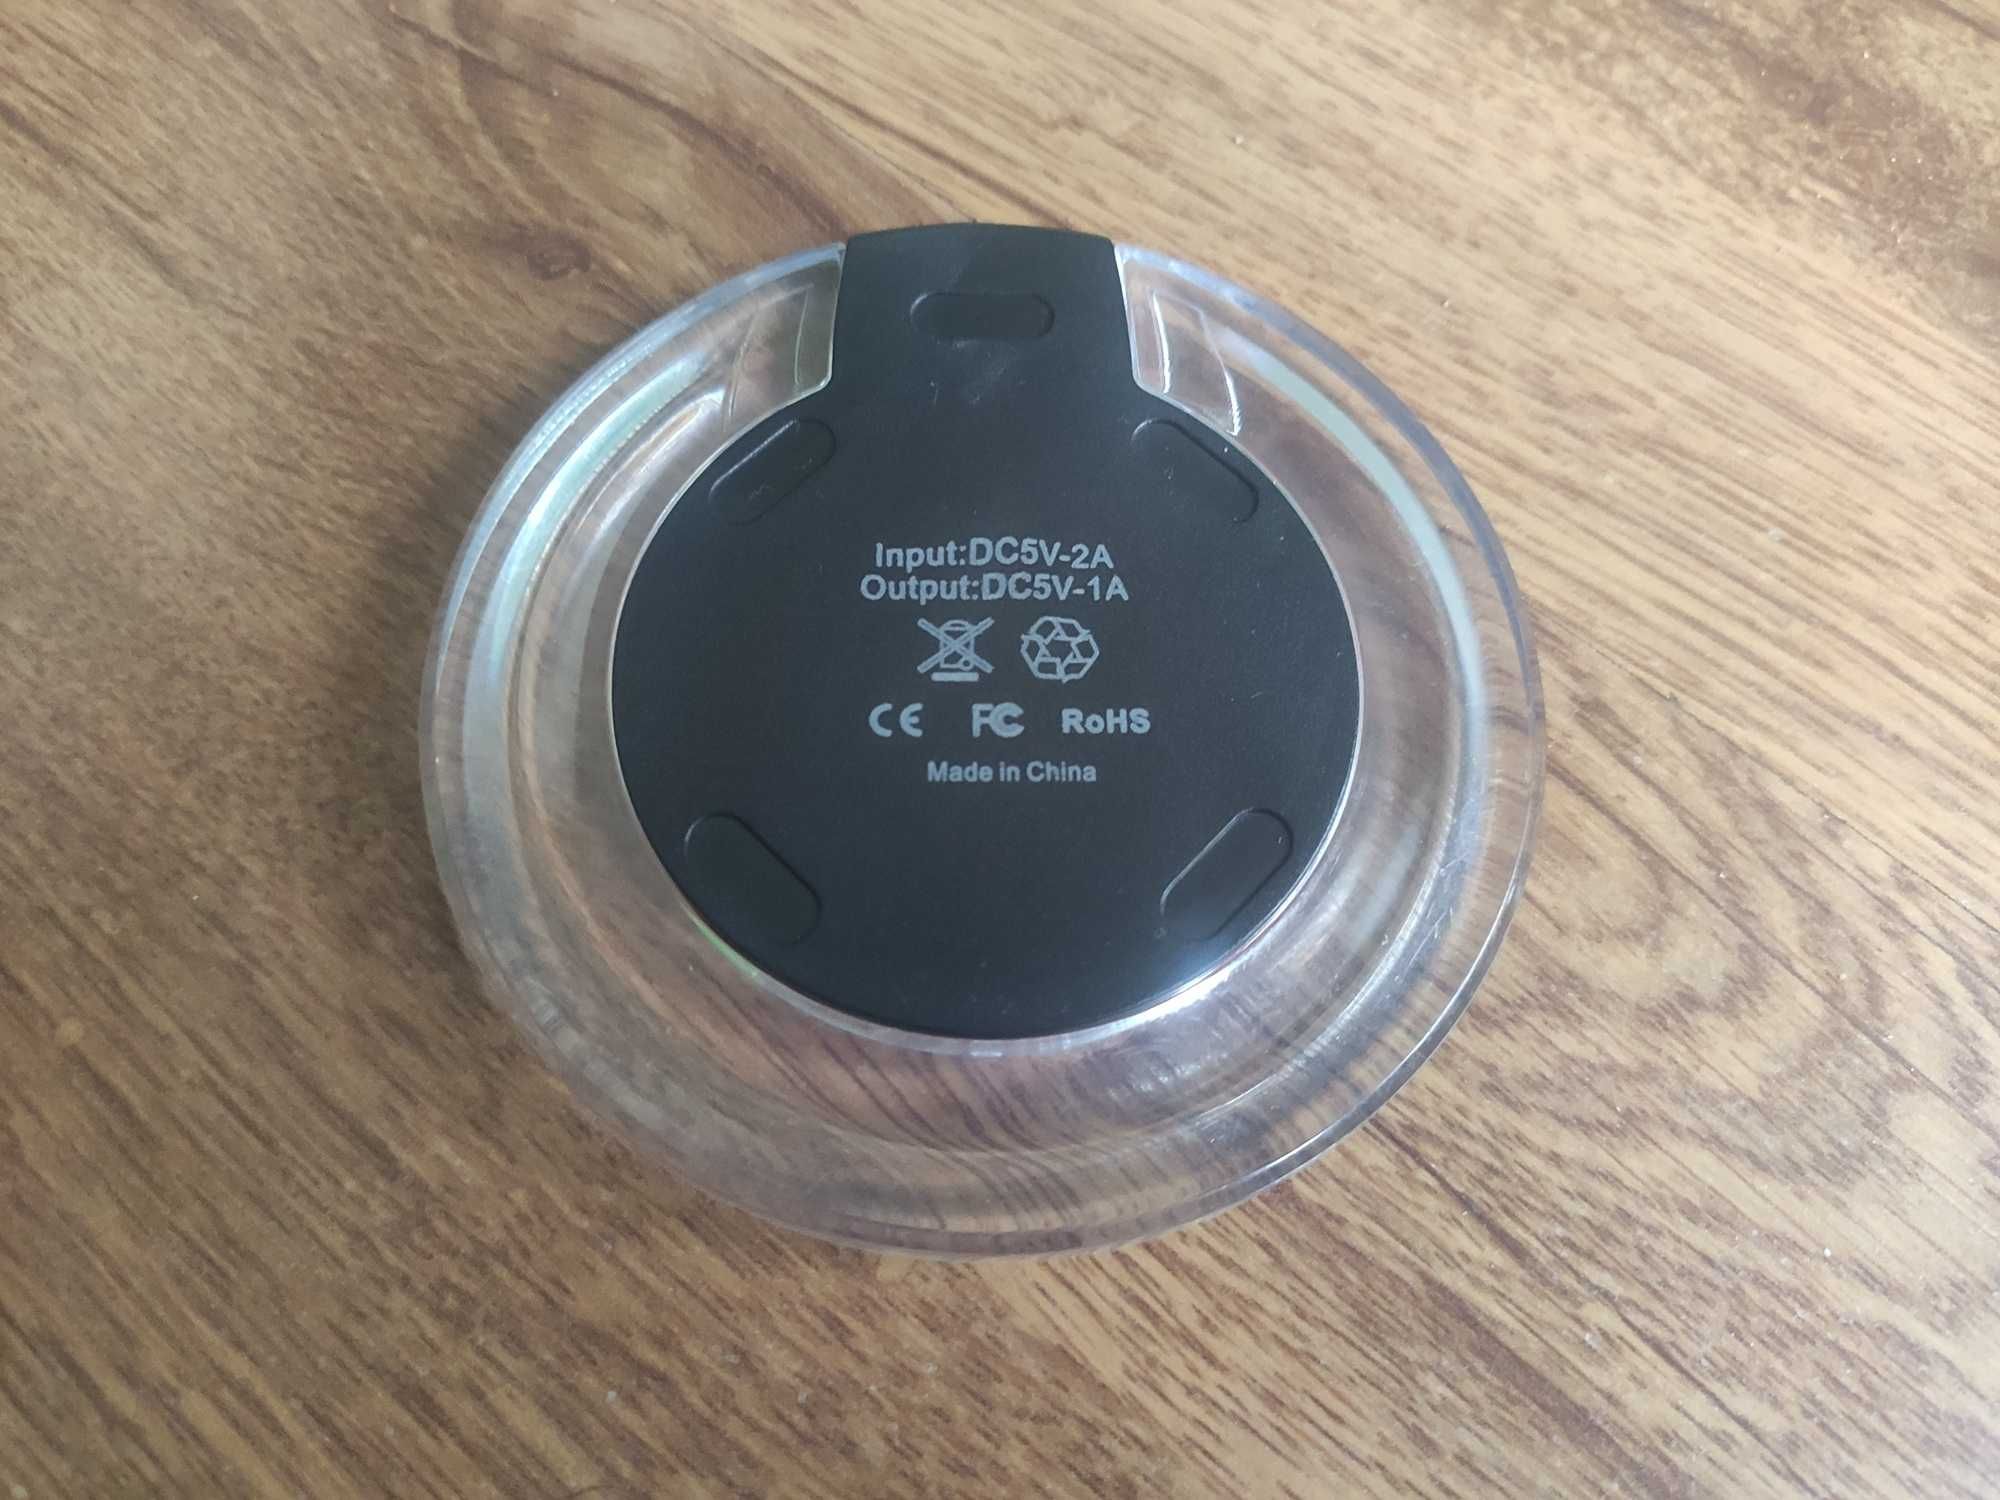 Input:DC5V-2A
Output:DC5V-1A
CE FC RoHS
Made in China